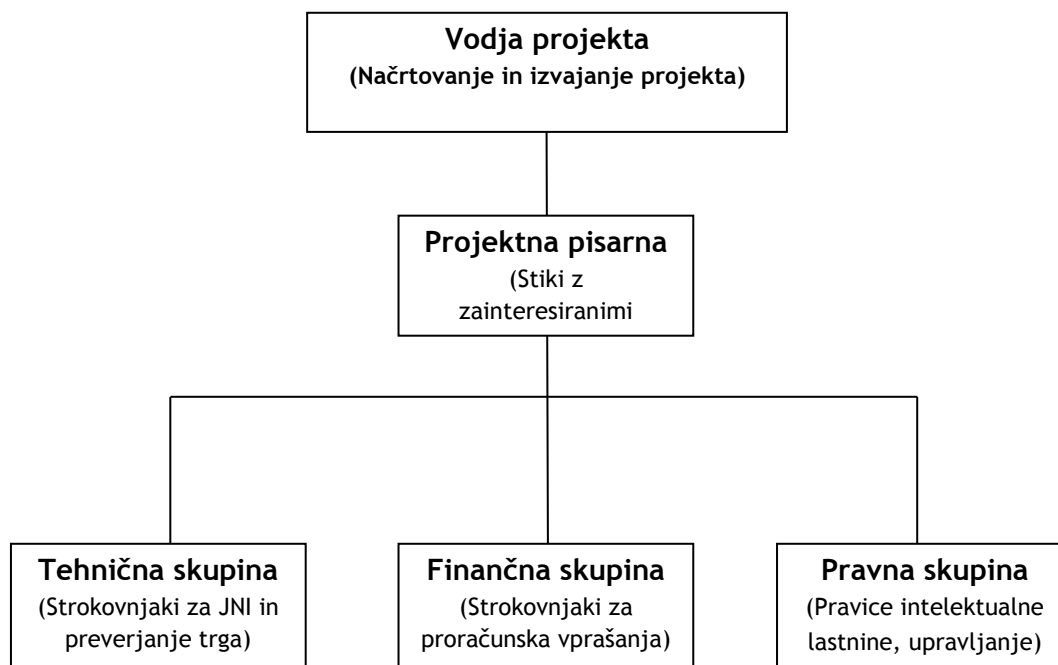 Vodja projekta
(Načrtovanje in izvajanje projekta)
Projektna pisarna
(Stiki z
zainteresiranimi
Tehnična skupina
(Strokovnjaki za JNI in
preverjanje trga)
Finančna skupina
(Strokovnjaki za
proračunska vprašanja)
Pravna skupina
(Pravice intelektualne
lastnine, upravljanje)